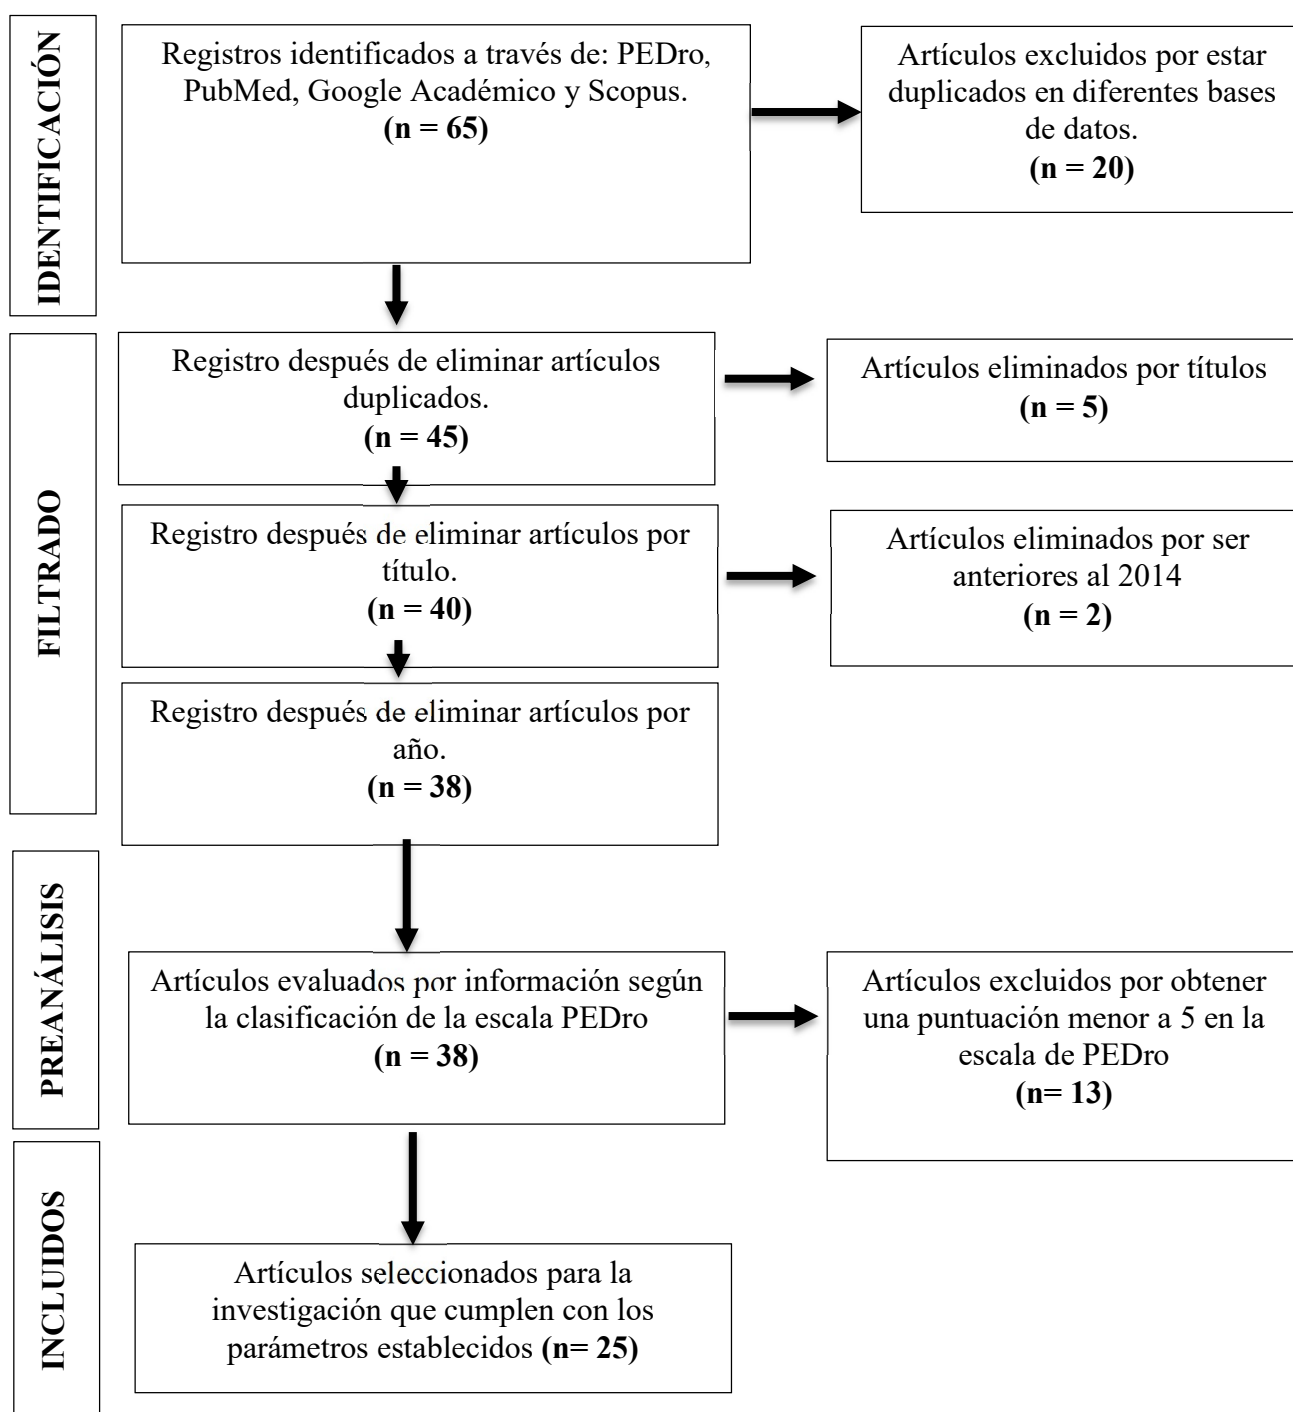 IDENTIFICACIÓN
Registros identificados a través de: PEDro,
PubMed, Google Académico y Scopus.
(n = 65)
Artículos excluidos por estar
duplicados en diferentes bases
de datos.
(n = 20)
FILTRADO
Registro después de eliminar artículos
duplicados.
(n = 45)
Artículos eliminados por títulos
(n = 5)
Registro después de eliminar artículos por
título.
(n = 40)
Artículos eliminados por ser
anteriores al 2014
(n = 2)
Registro después de eliminar artículos por
año.
(n = 38)
PREANÁLISIS
Artículos evaluados por información según
la clasificación de la escala PEDro
(n = 38)
Artículos excluidos por obtener
una puntuación menor a 5 en la
escala de PEDro
(n= 13)
INCLUIDOS
Artículos seleccionados para la
investigación que cumplen con los
parámetros establecidos (n= 25)